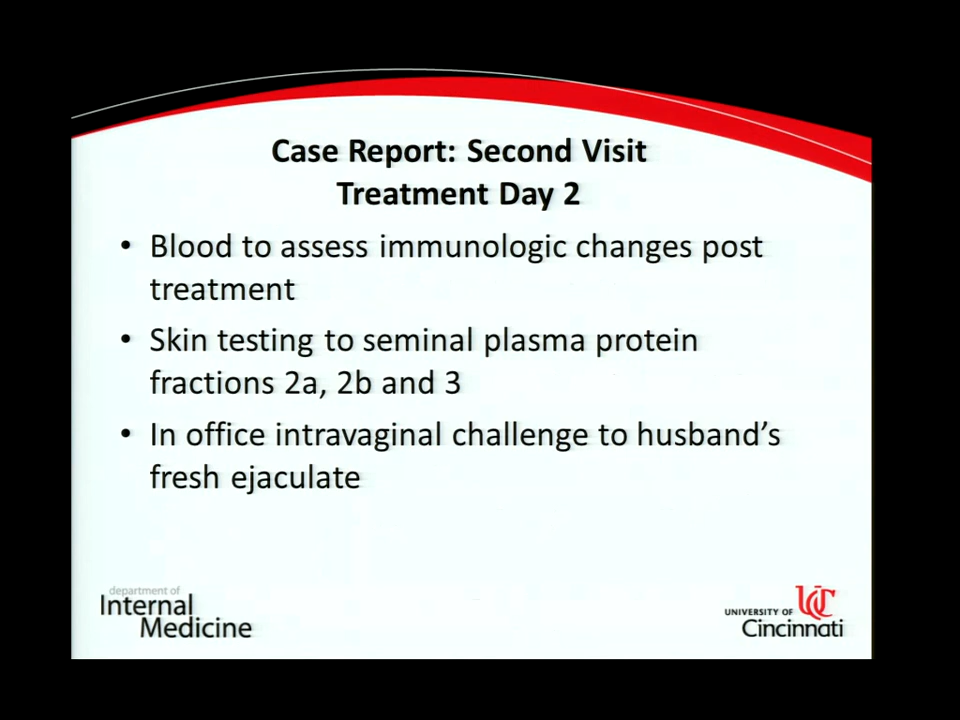 Case Report: Second Visit
Treatment Day 2
• Blood to assess immunologic changes post
treatment
• Skin testing to seminal plasma protein
fractions 2a, 2b and 3
• In office intravaginal challenge to husband’s
fresh ejaculate
department of
Internal
Medicine
UNIVERSITY OF UC
Cincinnati